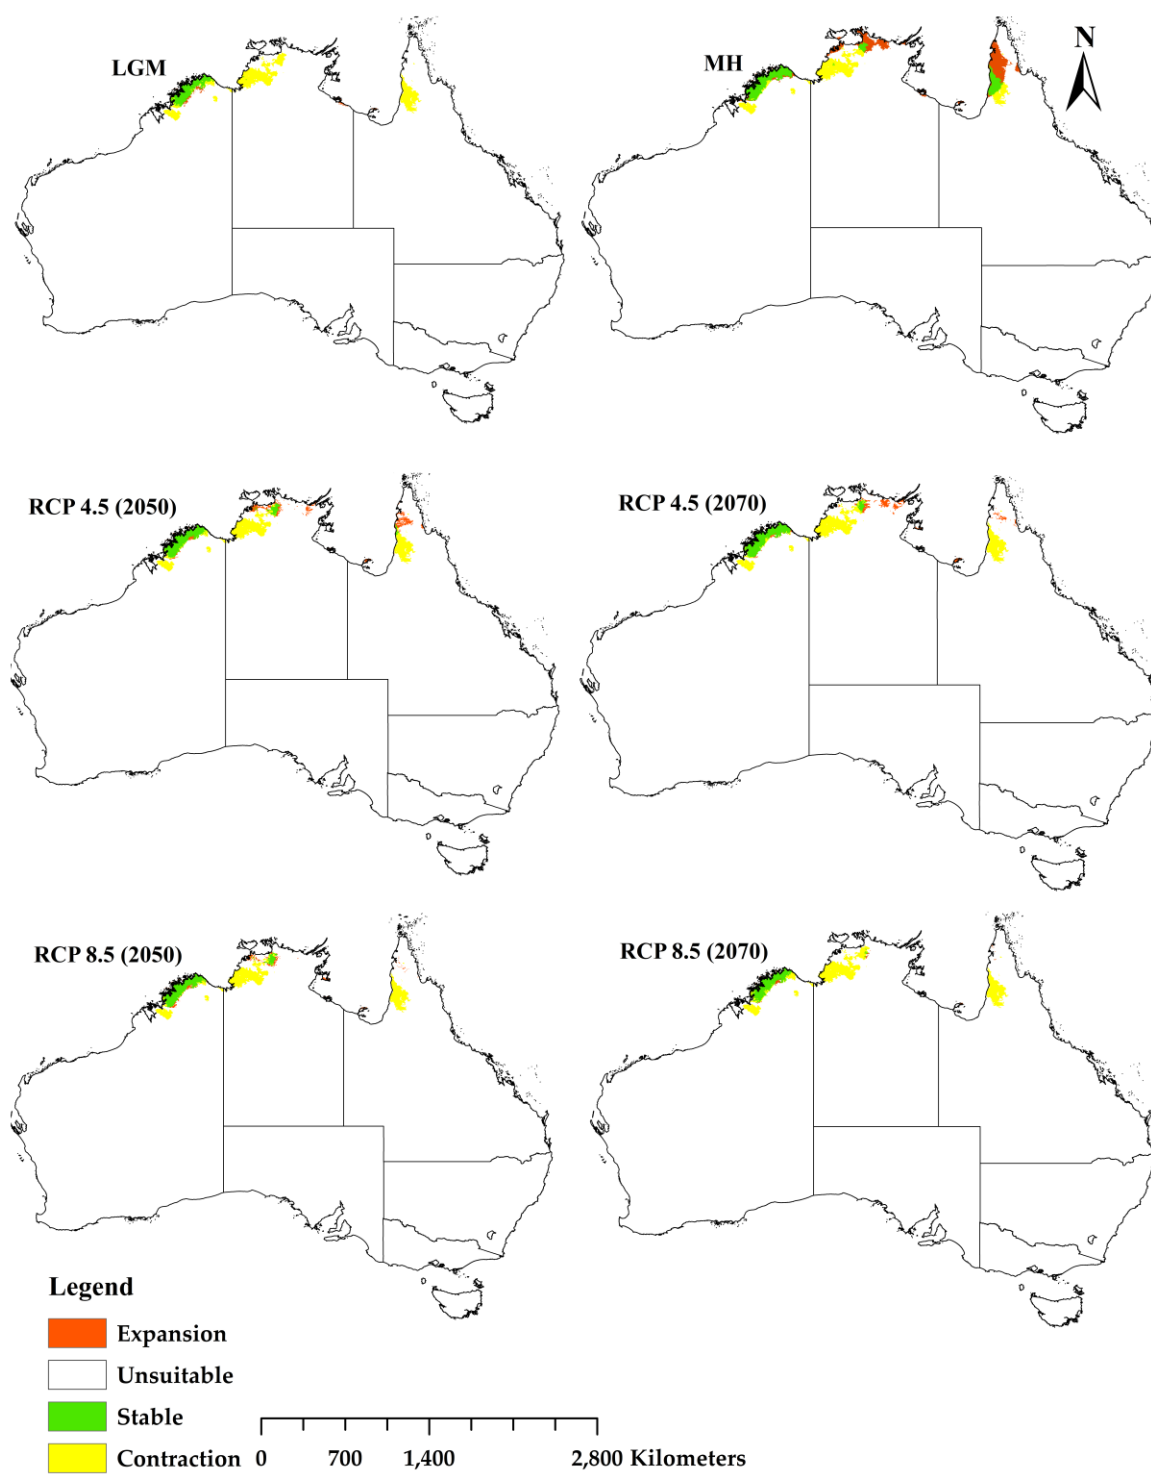 LGM
MH
N
RCP 4.5 (2050)
RCP 4.5 (2070)
RCP 8.5 (2050)
RCP 8.5 (2070)
Legend
Expansion
Unsuitable
Stable
Contraction
0 700 1,400 2,800 Kilometers